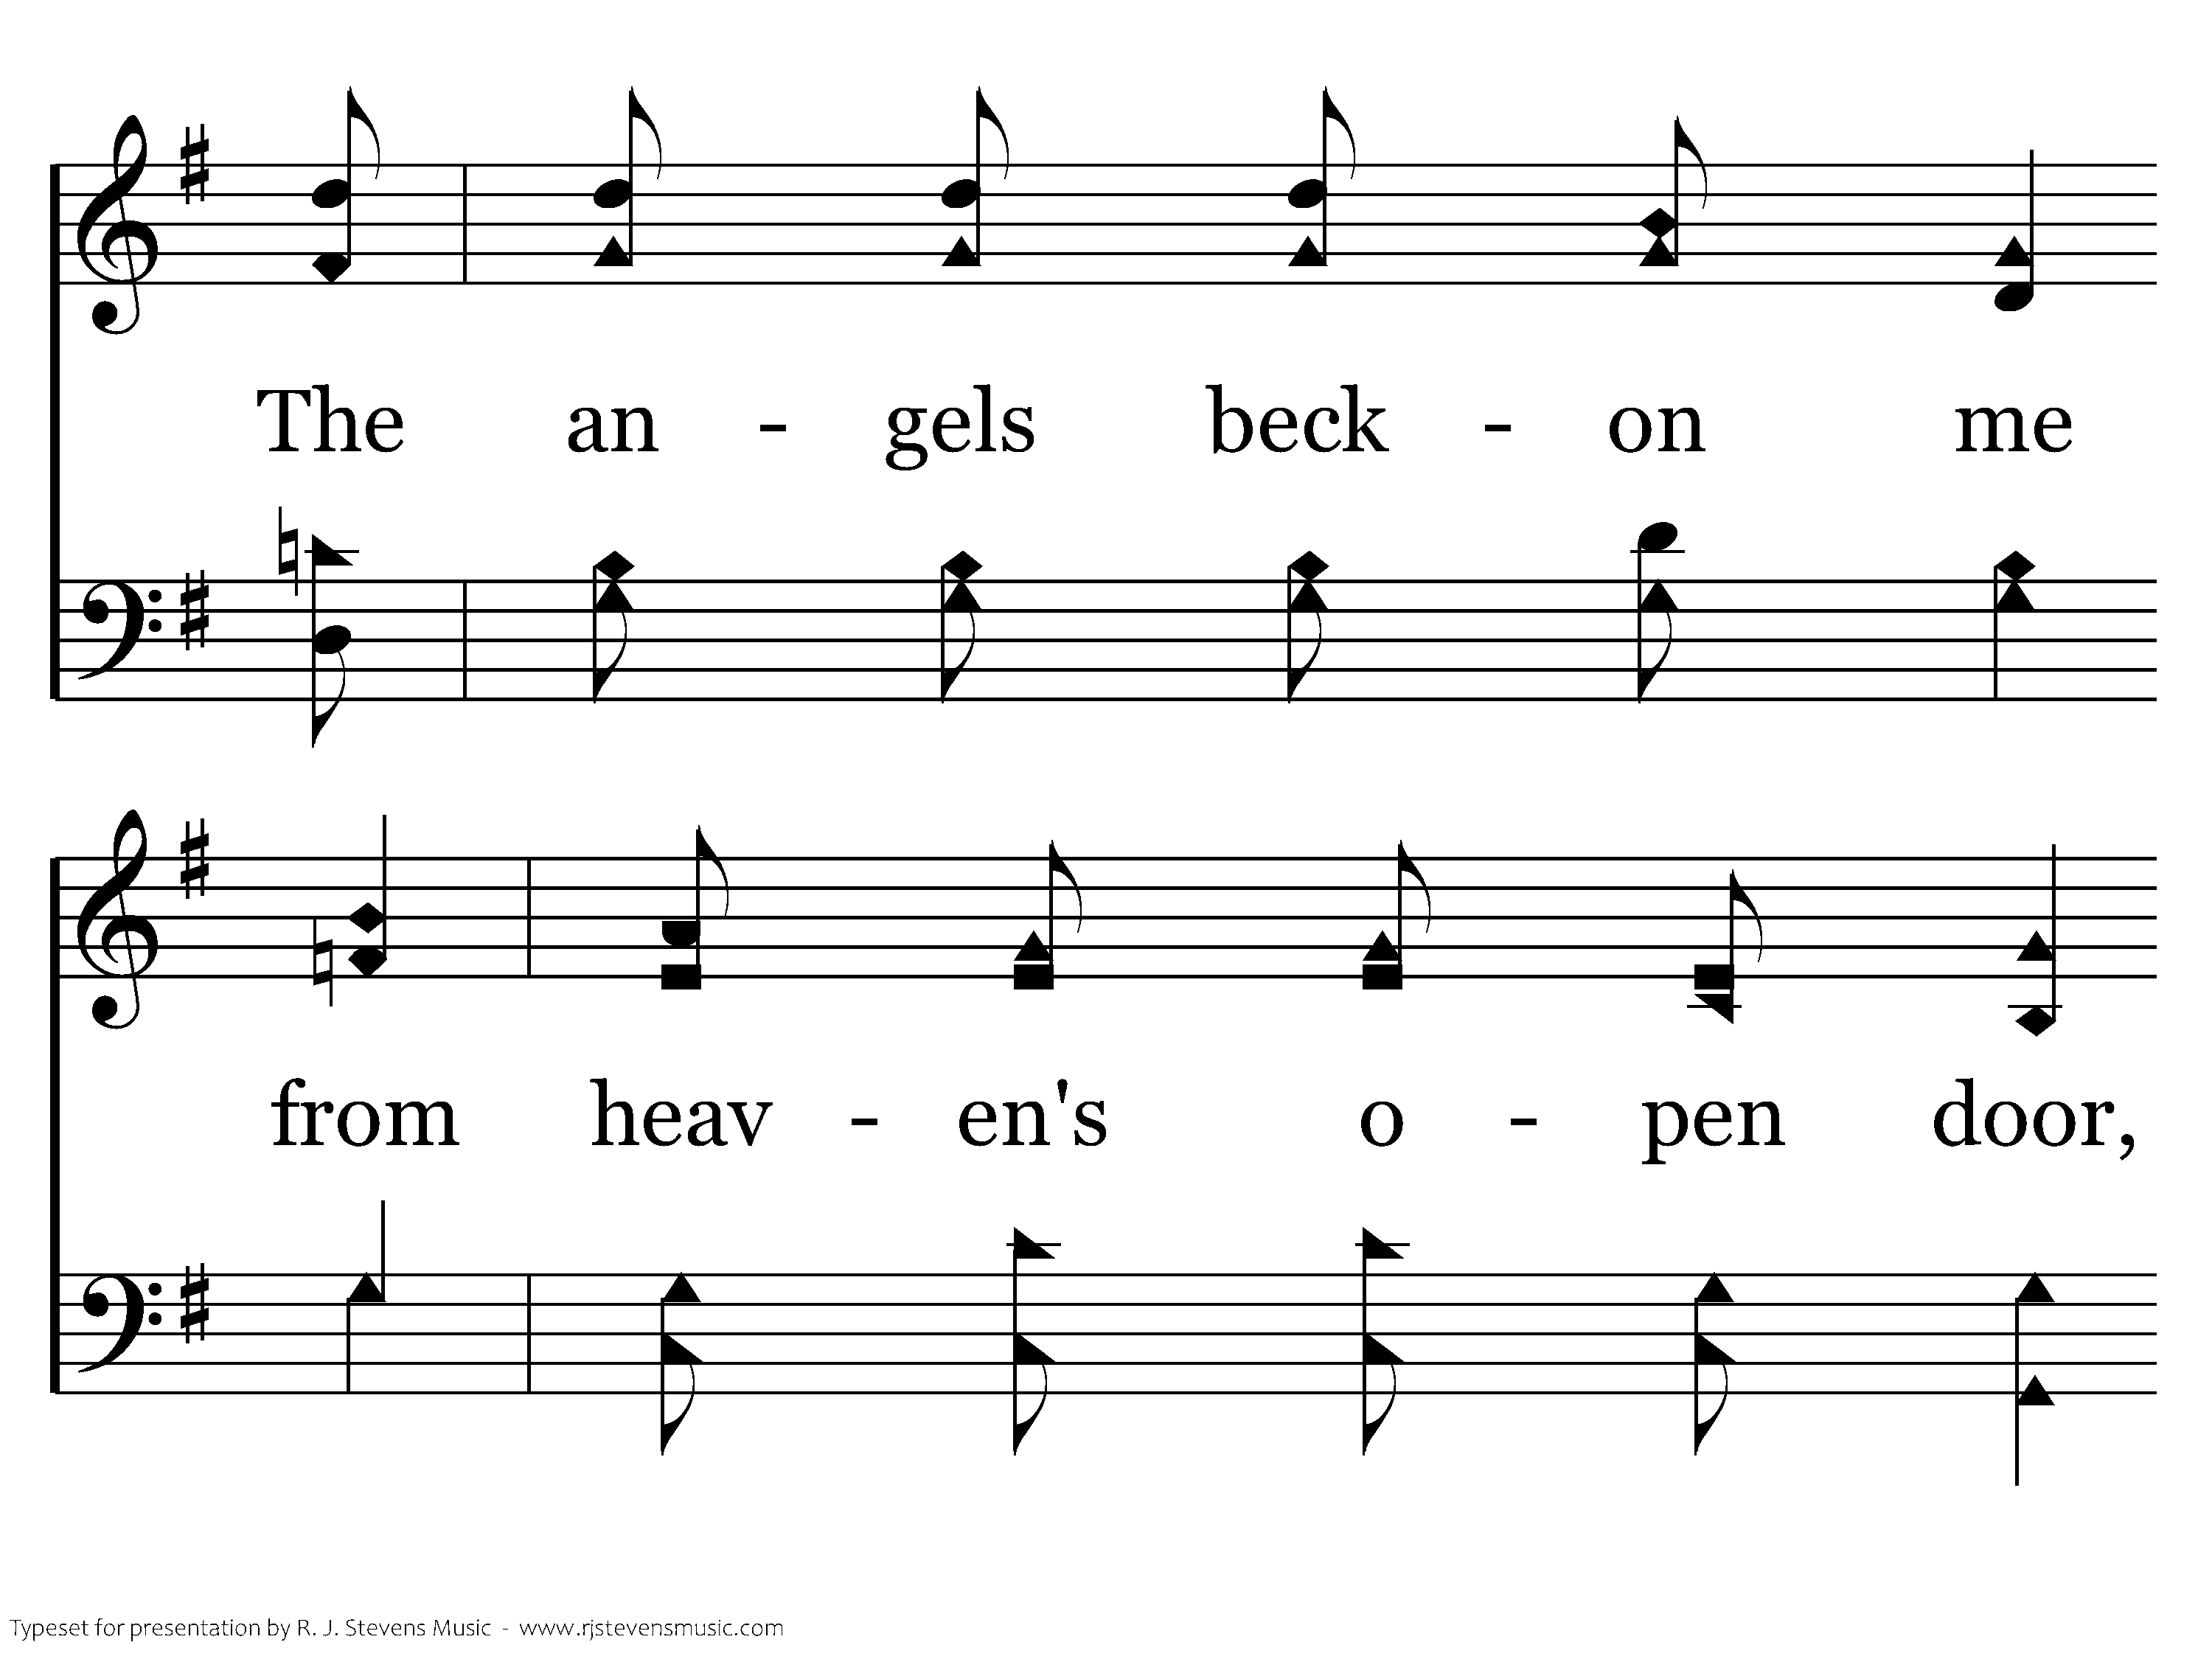 The an - gels beck - on me
from heav - en's o - pen door,
Typeset for presentation by R. J. Stevens Music - www.rjstevensmusic.com